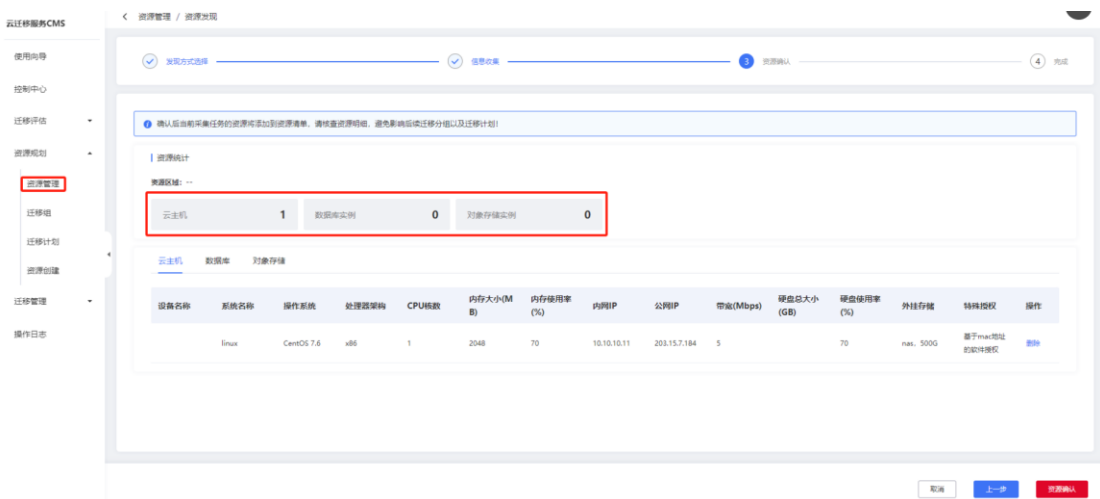 云迁移服务CMS
资源管理 / 资源发现
使用向导
控制中心
迁移评估
资源规划
资源管理
迁移组
迁移计划
资源创建
迁移管理
操作日志
发现方式选择
信息收集
3 资源确认
4 完成
确认后当前采集任务的资源将添加到资源清单，请核查资源明细，避免影响后续迁移分组以及迁移计划！
资源统计
资源区域： --
云主机 1 数据库实例 0 对象存储实例 0
云主机 数据库 对象存储
设备名称 系统名称 操作系统 处理器架构 CPU核数 内存大小(MB) 内存使用率(%) 内网IP 公网IP 带宽(Mbps) 硬盘总大小(GB) 硬盘使用率(%) 外挂存储 特殊授权 操作
linux CentOS 7.6 x86 1 2048 70 10.10.10.11 203.15.7.184 5 70 nas，500G 基于mac地址的软件授权 删除
取消 上一步 资源确认